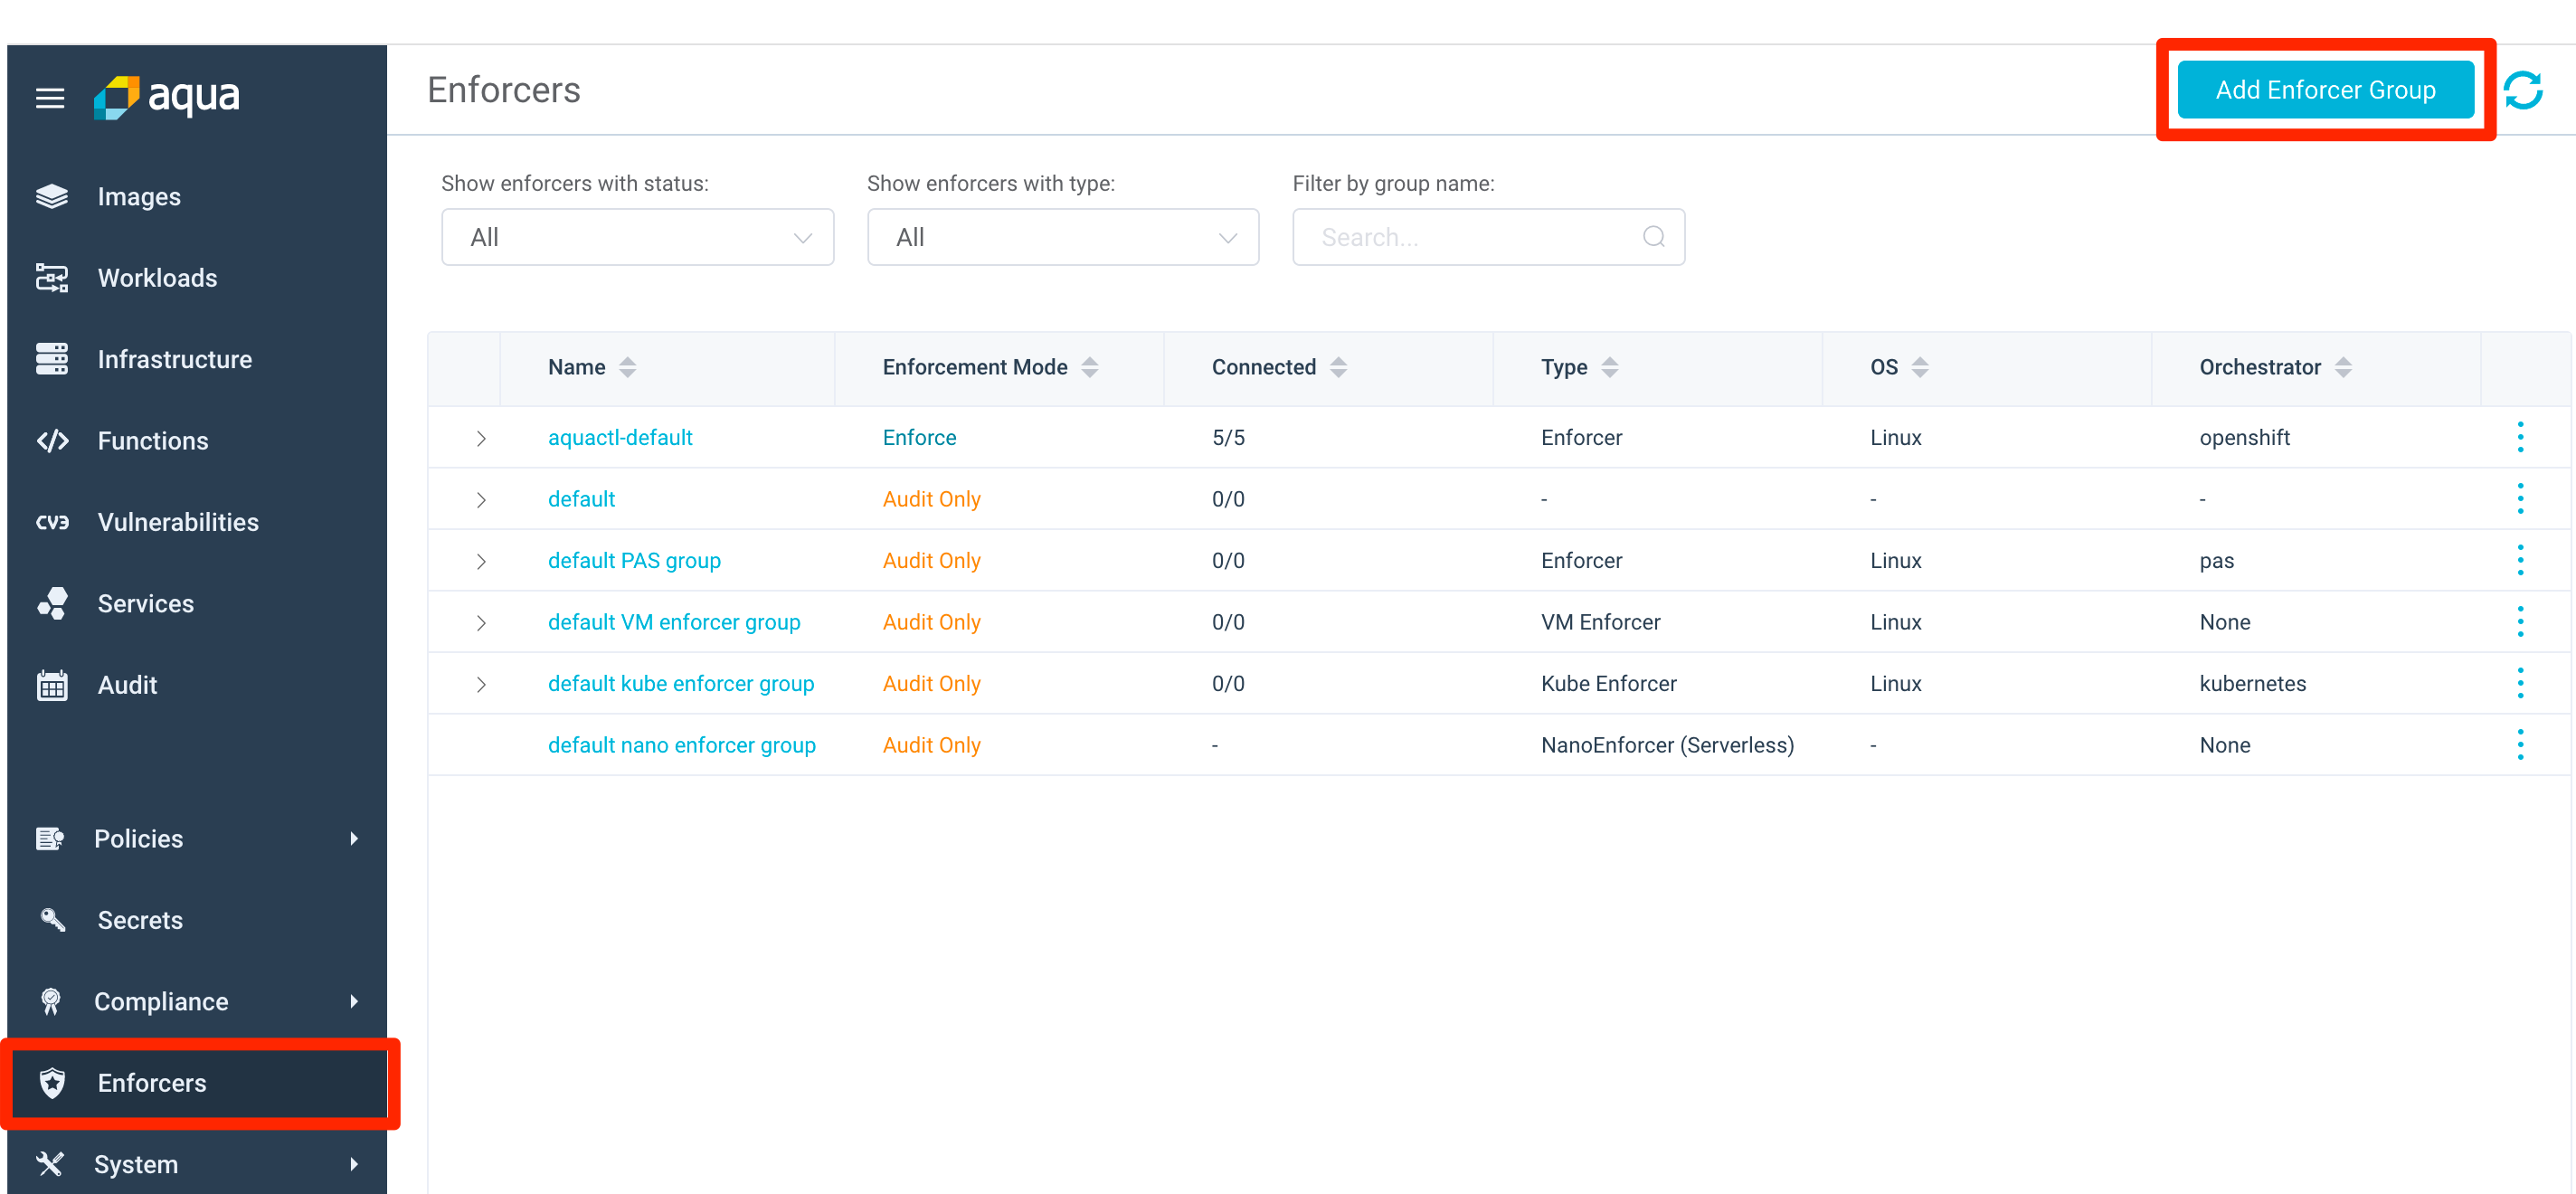 aqua
Images
Workloads
Infrastructure
Functions
CV3 Vulnerabilities
Services
Audit
Policies
Secrets
Compliance
Enforcers
System
Enforcers
Add Enforcer Group
Show enforcers with status: Show enforcers with type: Filter by group name:
All All Search...
Name Enforcement Mode Connected Type OS Orchestrator
aquactl-default Enforce 5/5 Enforcer Linux openshift
default Audit Only 0/0 - - -
default PAS group Audit Only 0/0 Enforcer Linux pas
default VM enforcer group Audit Only 0/0 VM Enforcer Linux None
default kube enforcer group Audit Only 0/0 Kube Enforcer Linux kubernetes
default nano enforcer group Audit Only - NanoEnforcer (Serverless) - None